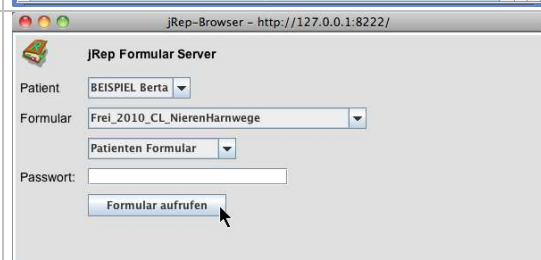 jRep-Browser - http://127.0.0.1:8222/
jRep Formular Server
Patient BEISPIEL Berta
Formular Frei_2010_CL_NierenHarnwege
Patienten Formular
Passwort:
Formular aufrufen